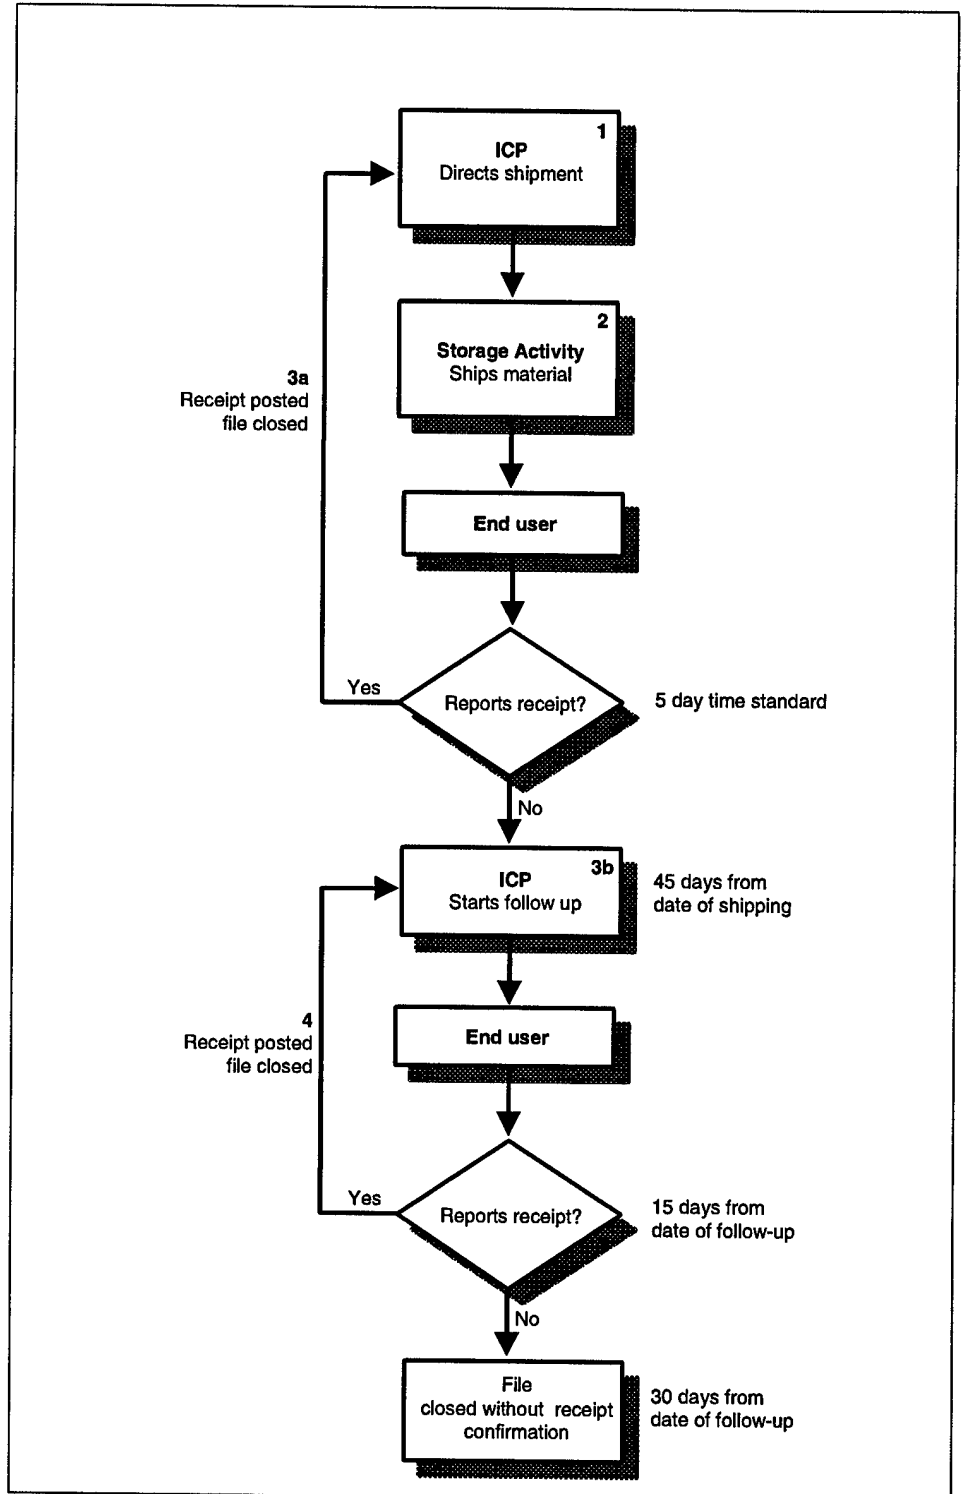 1
ICP
Directs shipment
2
Storage Activity
Ships material
3a
Receipt posted
file closed
End user
Yes
Reports receipt?
5 day time standard
No
3b
ICP
Starts follow up
45 days from
date of shipping
4
Receipt posted
file closed
End user
Yes
Reports receipt?
15 days from
date of follow-up
No
File
closed without receipt
confirmation
30 days from
date of follow-up